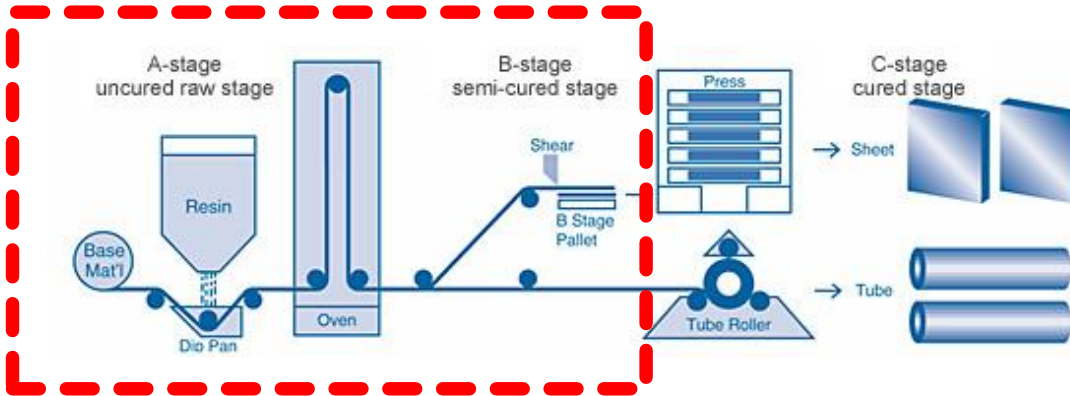 A-stage
uncured raw stage
B-stage
semi-cured stage
C-stage
cured stage
Press
Shear
Sheet
Resin
B Stage
Pallet
Base
Mat'l
Oven
Dip Pan
Tube Roller
Tube